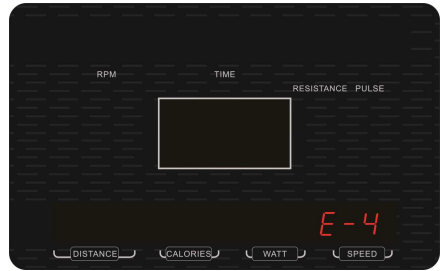 RPM TIME
RESISTANCE PULSE
E-4
DISTANCE CALORIES WATT SPEED